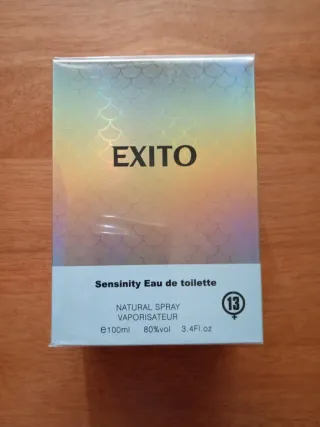 EXITO
Sensinity Eau de toilette
13
NATURAL SPRAY
VAPORISATEUR
℮100ml 80%vol 3.4Fl.oz